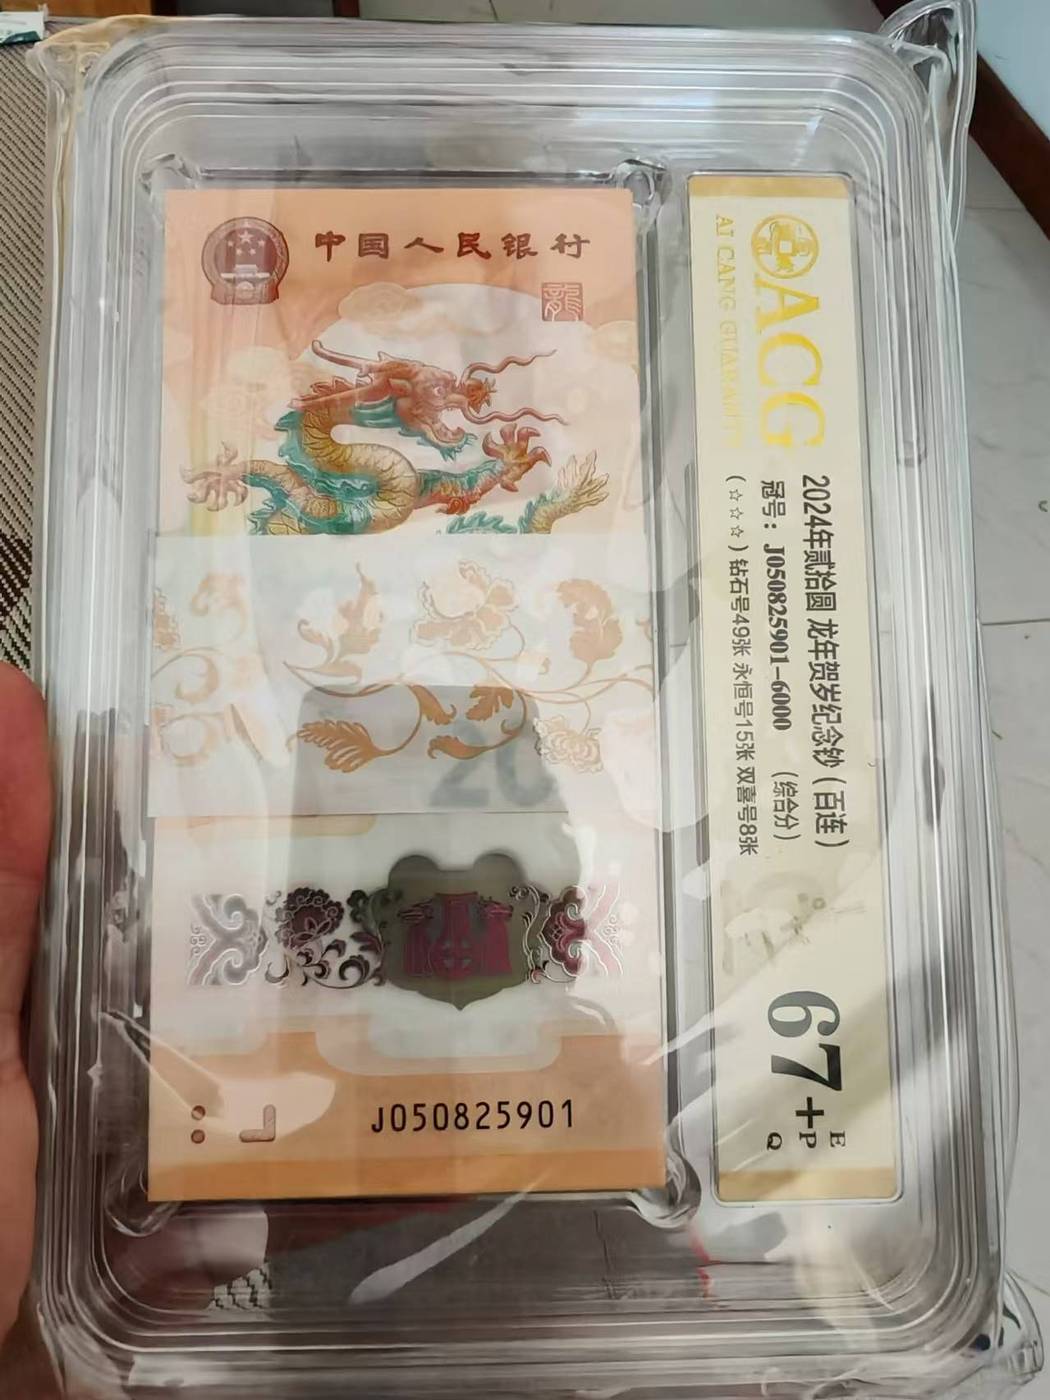 中国人民银行
龍
20
J050825901
ACG
AI CANG GUARANTY
2024年贰拾圆 龙年贺岁纪念钞（百连）
冠号：J050825901-6000 （综合分）
（☆☆☆）钻石号49张 永恒号15张 双喜号8张
67+
E
P
Q